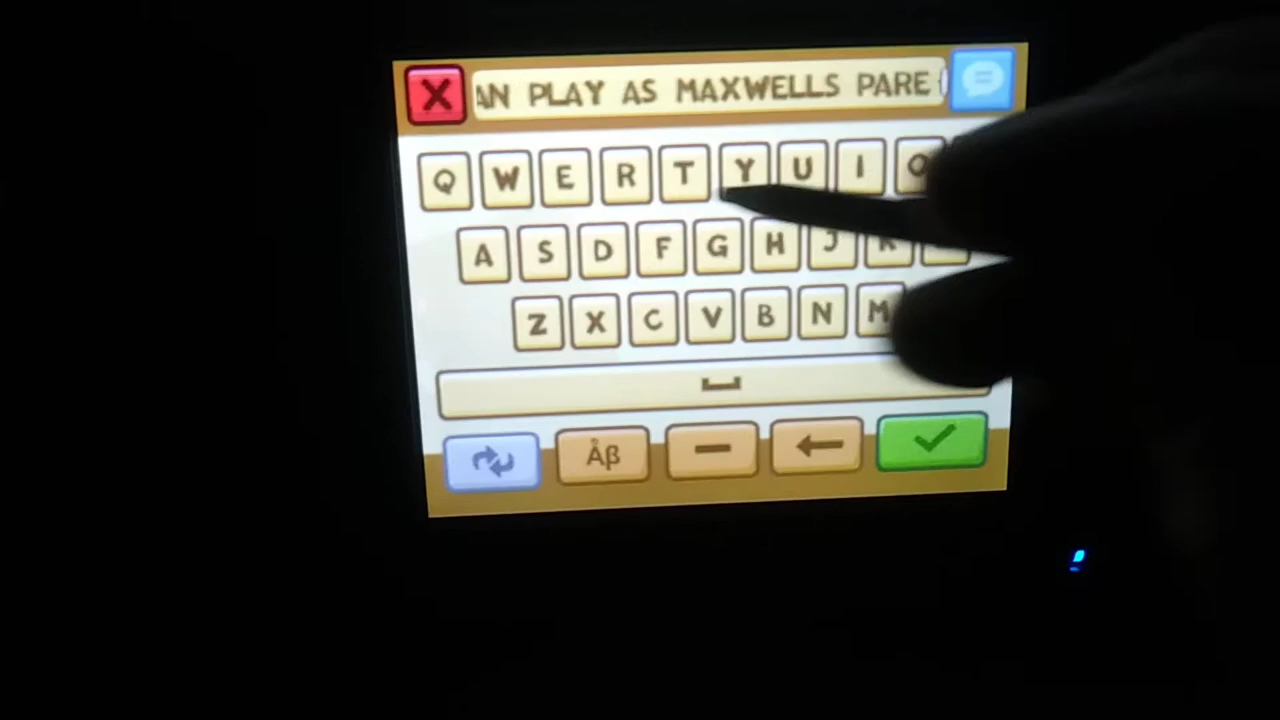 AN PLAY AS MAXWELLS PARE
Q W E R T Y U I O
A S D F G H J K
Z X C V B N M
Åβ